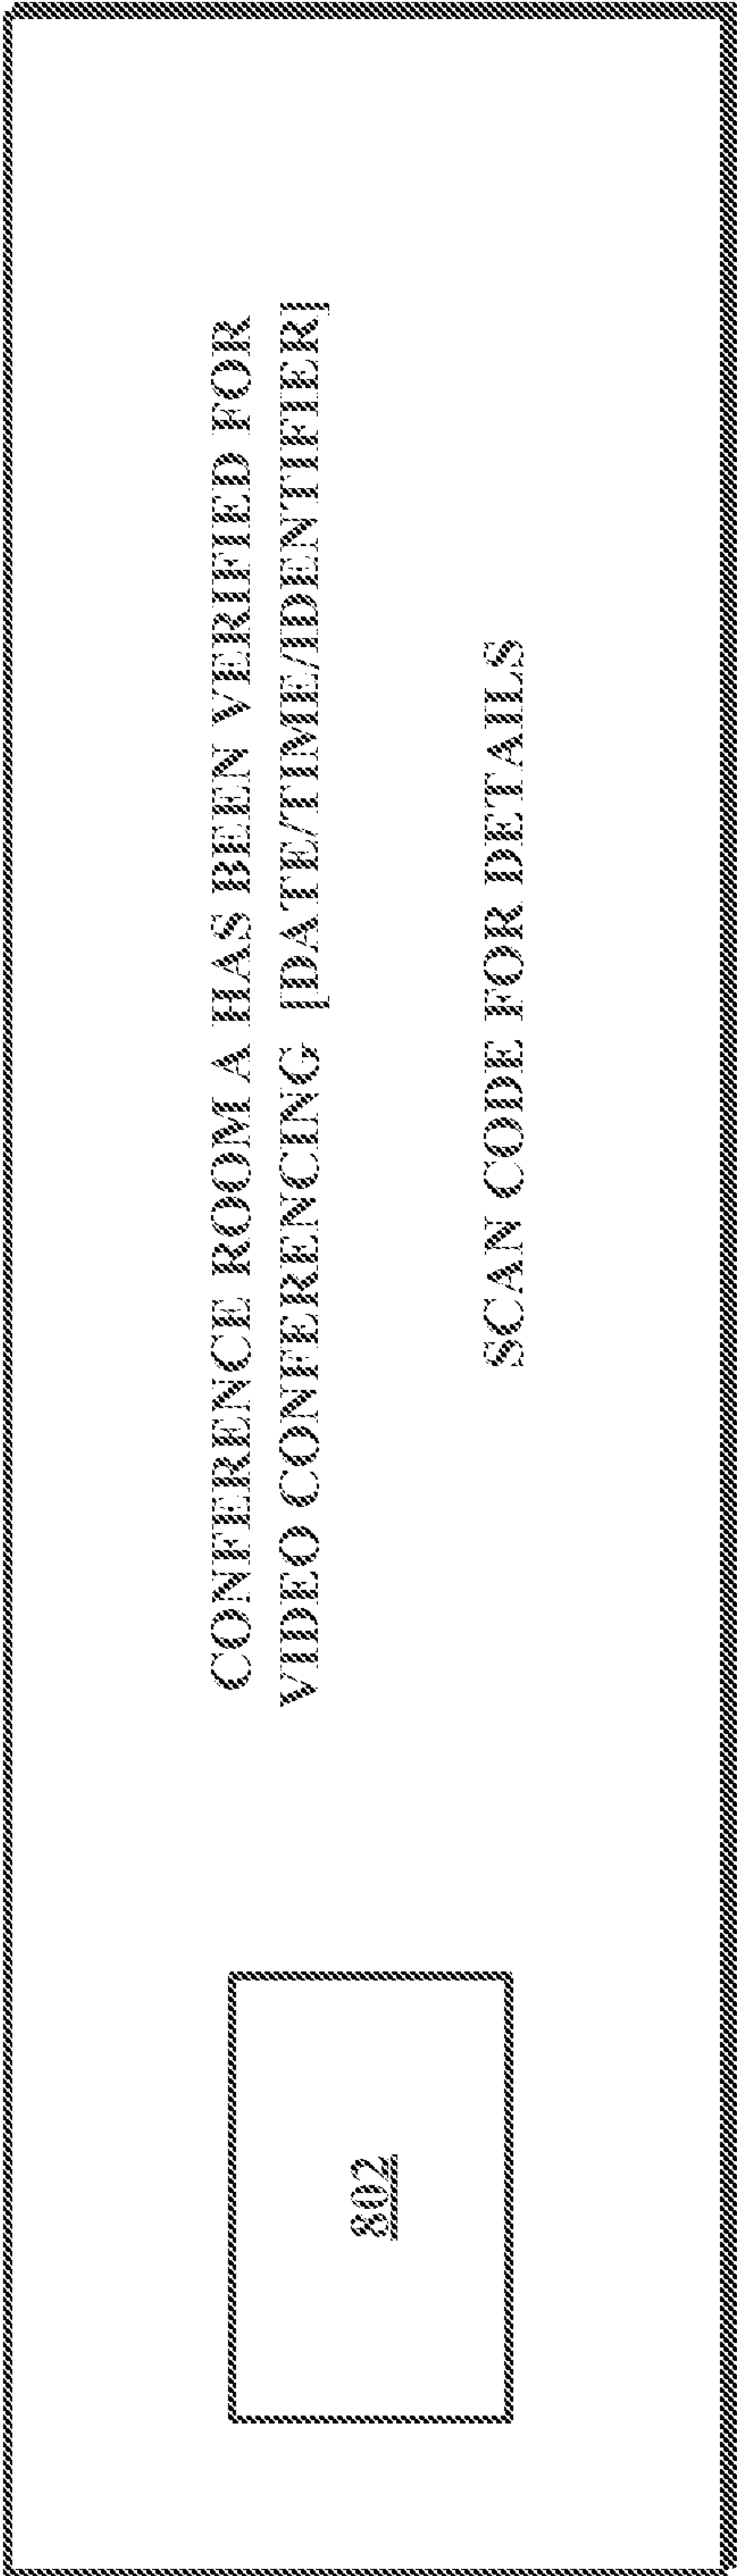 CONFERENCE ROOM A HAS BEEN VERIFIED FOR
VIDEO CONFERENCING [DATE/TIME/IDENTIFIER]
SCAN CODE FOR DETAILS
802